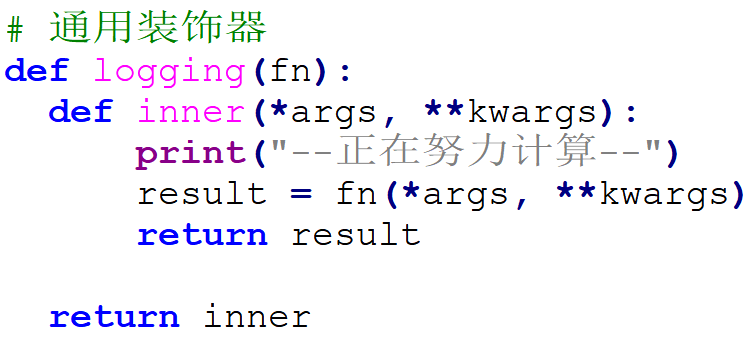 # 通用装饰器
def logging(fn):
  def inner(*args, **kwargs):
      print("--正在努力计算--")
      result = fn(*args, **kwargs)
      return result

  return inner